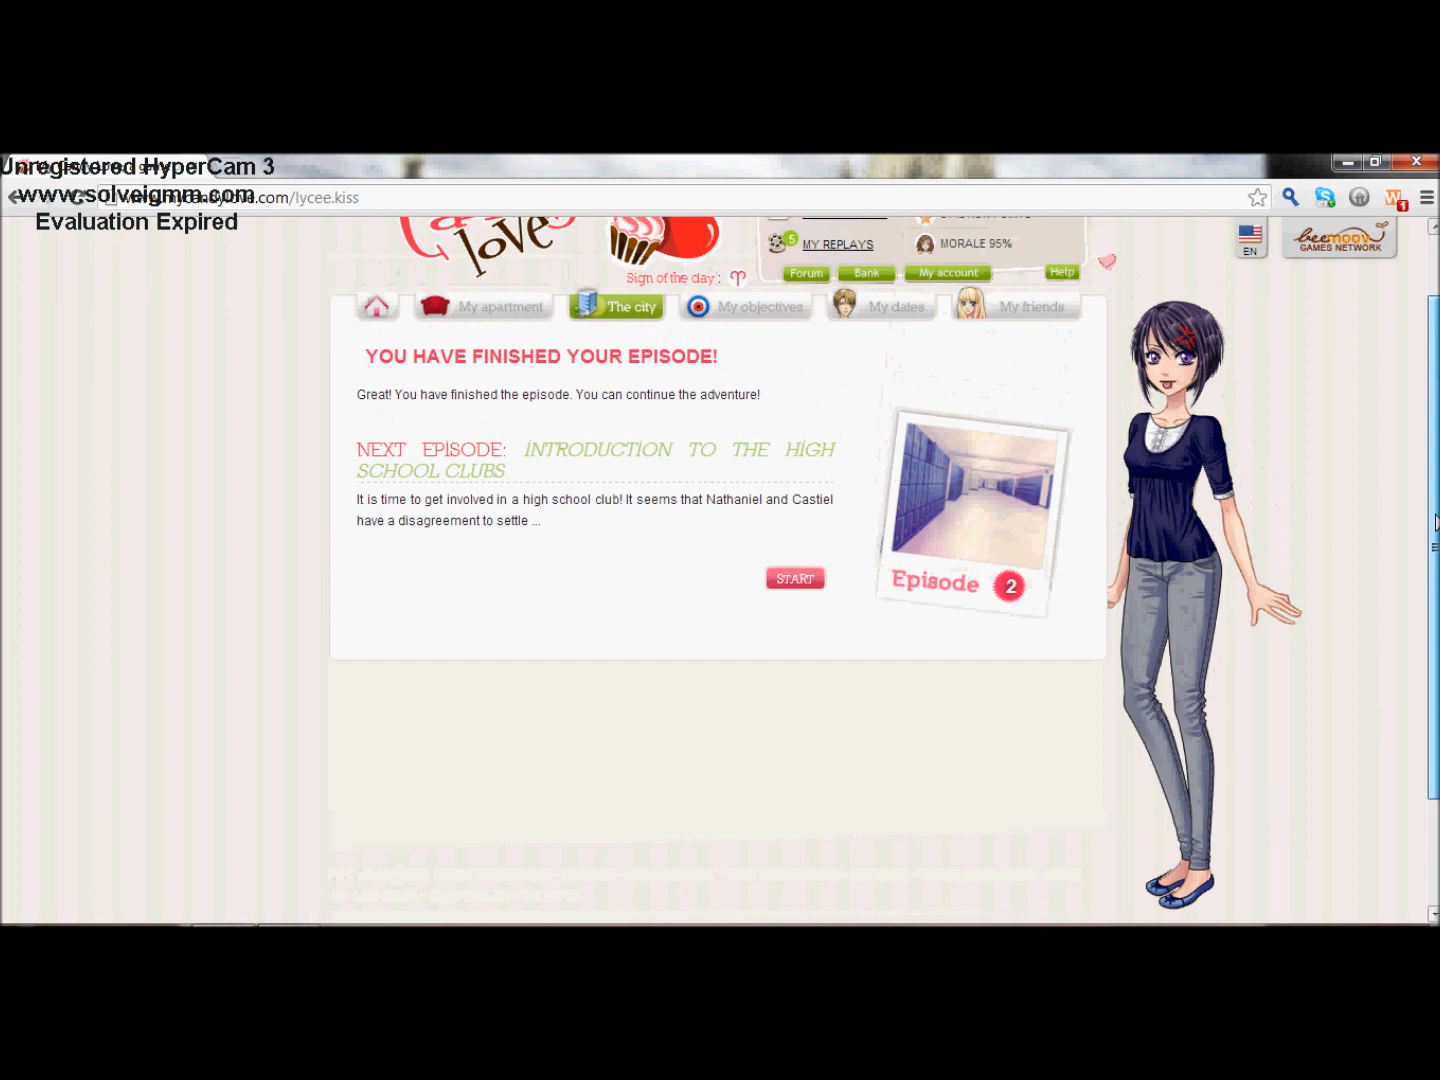 Unregistered HyperCam 3
www.solveigmm.com
Evaluation Expired
candylove.com/lycee.kiss
love
5 MY REPLAYS
MORALE 95%
Sign of the day :
Forum
Bank
My account
Help
EN
beemoov
GAMES NETWORK
My apartment
The city
My objectives
My dates
My friends
YOU HAVE FINISHED YOUR EPISODE!
Great! You have finished the episode. You can continue the adventure!
NEXT EPISODE: INTRODUCTION TO THE HIGH
SCHOOL CLUBS
It is time to get involved in a high school club! It seems that Nathaniel and Castiel
have a disagreement to settle ...
START
Episode 2
W 1